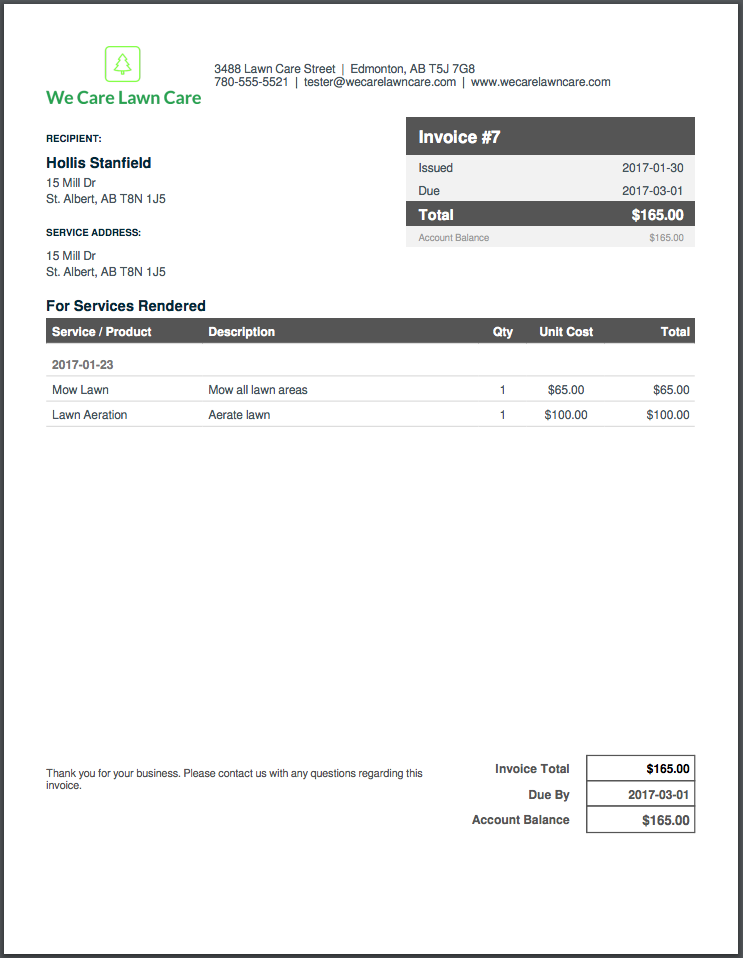 3488 Lawn Care Street | Edmonton, AB T5J 7G8
780-555-5521 | tester@wecarelawncare.com | www.wecarelawncare.com
We Care Lawn Care
RECIPIENT:
Hollis Stanfield
15 Mill Dr
St. Albert, AB T8N 1J5
SERVICE ADDRESS:
15 Mill Dr
St. Albert, AB T8N 1J5
Invoice #7
Issued 2017-01-30
Due 2017-03-01
Total $165.00
Account Balance $165.00
For Services Rendered
Service / Product Description Qty Unit Cost Total
2017-01-23
Mow Lawn Mow all lawn areas 1 $65.00 $65.00
Lawn Aeration Aerate lawn 1 $100.00 $100.00
Thank you for your business. Please contact us with any questions regarding this
invoice.
Invoice Total $165.00
Due By 2017-03-01
Account Balance $165.00